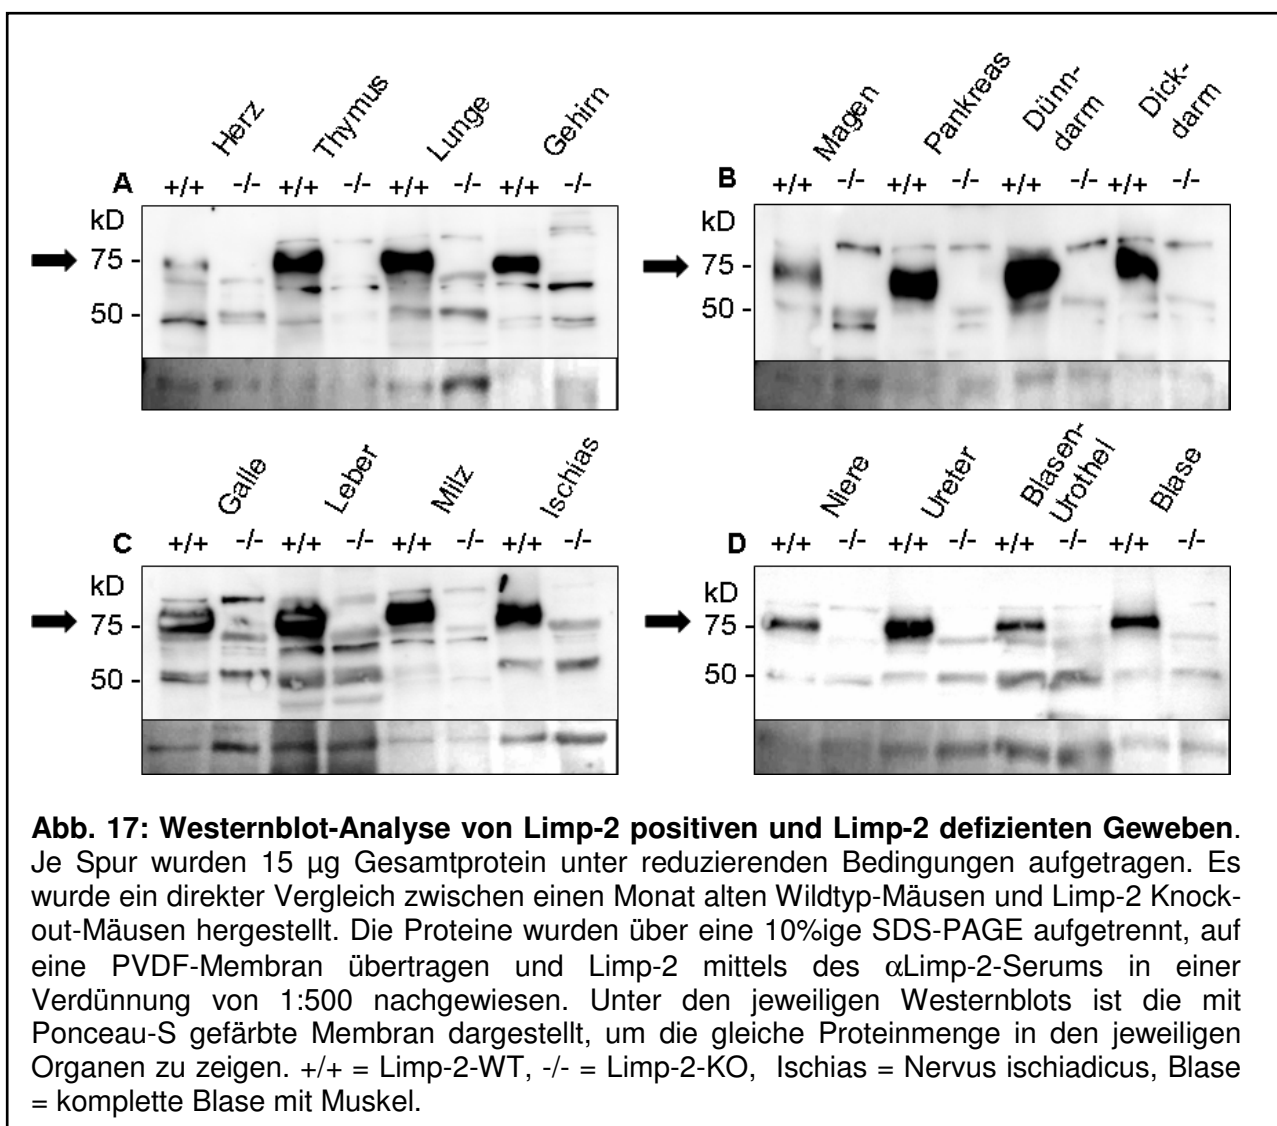 Herz Thymus Lunge Gehirn
A +/+ -/- +/+ -/- +/+ -/- +/+ -/-
kD
75 -
50 -
Magen Pankreas Dünn-darm Dick-darm
B +/+ -/- +/+ -/- +/+ -/- +/+ -/-
kD
75 -
50 -
Galle Leber Milz Ischias
C +/+ -/- +/+ -/- +/+ -/- +/+ -/-
kD
75 -
50 -
Niere Ureter Blasen-Urothel Blase
D +/+ -/- +/+ -/- +/+ -/- +/+ -/-
kD
75 -
50 -
Abb. 17: Westernblot-Analyse von Limp-2 positiven und Limp-2 defizienten Geweben.
Je Spur wurden 15 µg Gesamtprotein unter reduzierenden Bedingungen aufgetragen. Es
wurde ein direkter Vergleich zwischen einen Monat alten Wildtyp-Mäusen und Limp-2 Knock-
out-Mäusen hergestellt. Die Proteine wurden über eine 10%ige SDS-PAGE aufgetrennt, auf
eine PVDF-Membran übertragen und Limp-2 mittels des αLimp-2-Serums in einer
Verdünnung von 1:500 nachgewiesen. Unter den jeweiligen Westernblots ist die mit
Ponceau-S gefärbte Membran dargestellt, um die gleiche Proteinmenge in den jeweiligen
Organen zu zeigen. +/+ = Limp-2-WT, -/- = Limp-2-KO, Ischias = Nervus ischiadicus, Blase
= komplette Blase mit Muskel.